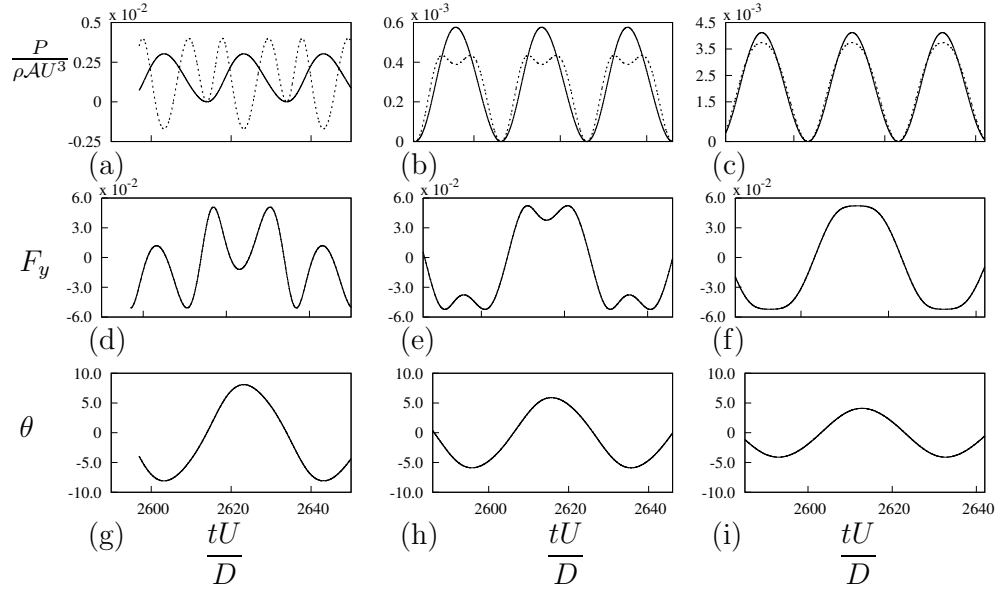 x 10-2
x 10-3
x 10-3
P
ρAU3
0.5
0.25
0
-0.25
0.6
0.4
0.2
0
4.5
3.5
2.5
1.5
0
(a)
(b)
(c)
x 10-2
x 10-2
x 10-2
Fy
6.0
3.0
0
-3.0
-6.0
6.0
3.0
0
-3.0
-6.0
6.0
3.0
0
-3.0
-6.0
(d)
(e)
(f)
θ
10.0
5.0
0
-5.0
-10.0
10.0
5.0
0
-5.0
-10.0
10.0
5.0
0
-5.0
-10.0
2600 2620 2640
2600 2620 2640
2600 2620 2640
(g)
(h)
(i)
tU
D
tU
D
tU
D